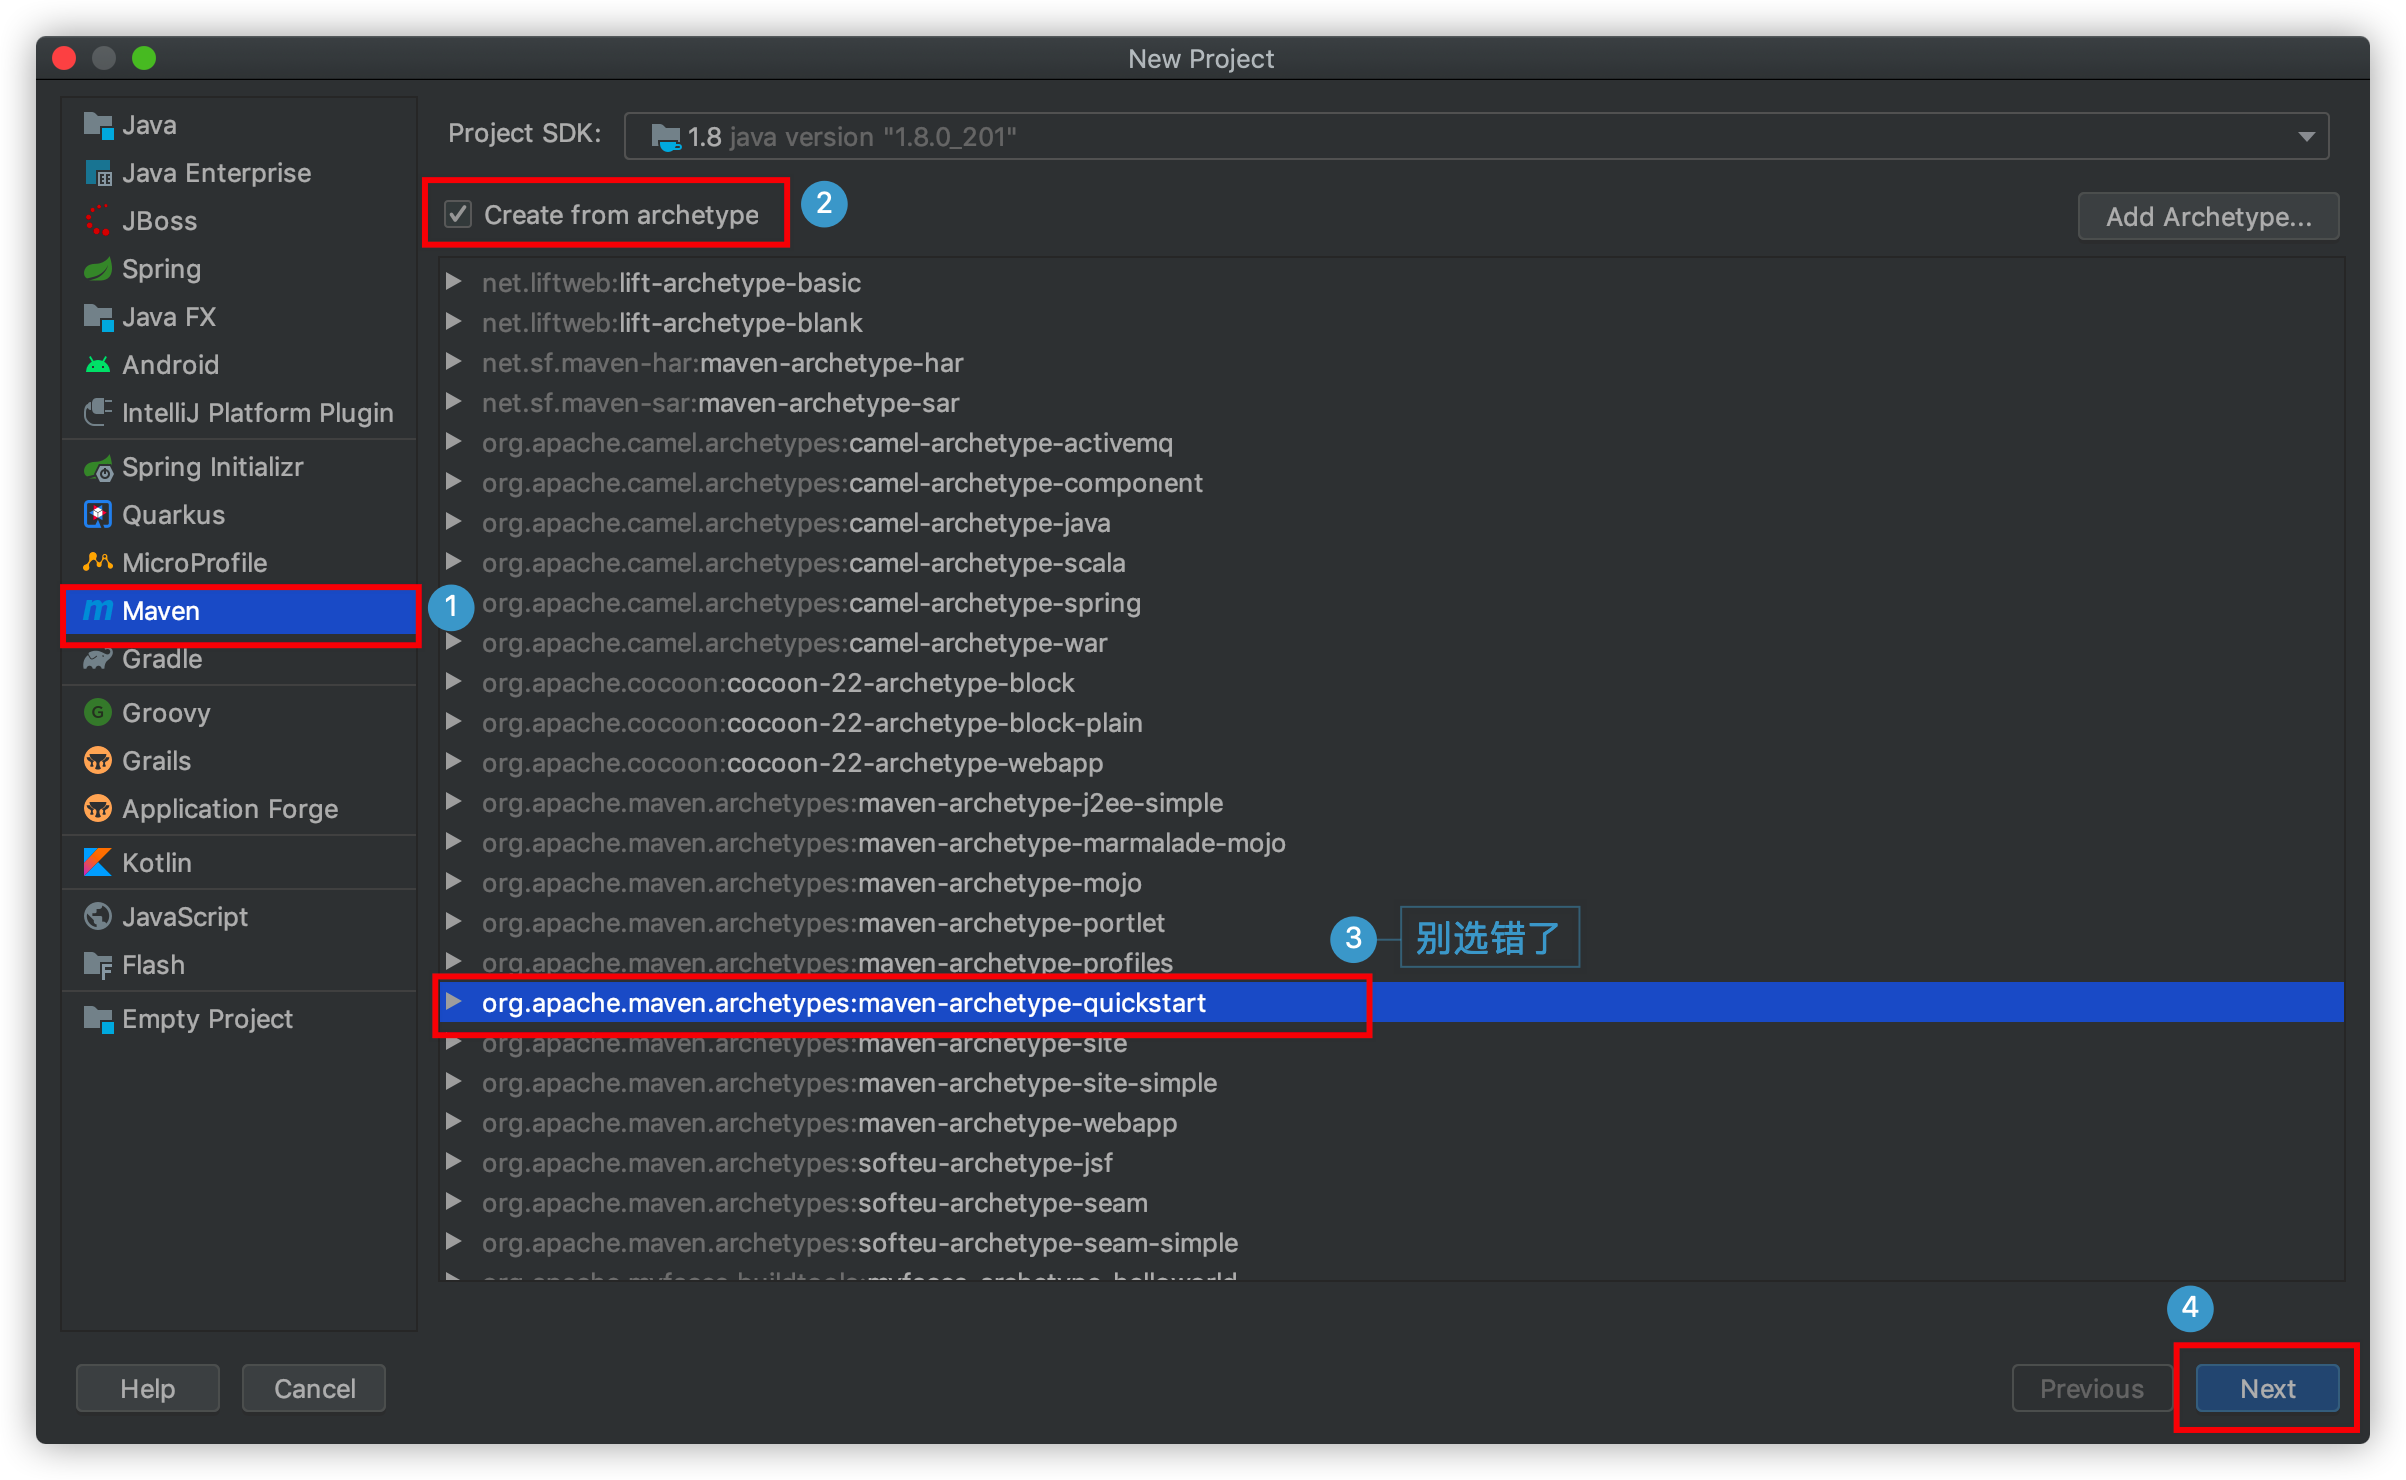 New Project
Java
Java Enterprise
JBoss
Spring
Java FX
Android
IntelliJ Platform Plugin
Spring Initializr
Quarkus
MicroProfile
Maven
1
Gradle
Groovy
Grails
Application Forge
Kotlin
JavaScript
Flash
Empty Project
Project SDK:
1.8 java version "1.8.0_201"
Create from archetype
2
Add Archetype...
net.liftweb:lift-archetype-basic
net.liftweb:lift-archetype-blank
net.sf.maven-har:maven-archetype-har
net.sf.maven-sar:maven-archetype-sar
org.apache.camel.archetypes:camel-archetype-activemq
org.apache.camel.archetypes:camel-archetype-component
org.apache.camel.archetypes:camel-archetype-java
org.apache.camel.archetypes:camel-archetype-scala
org.apache.camel.archetypes:camel-archetype-spring
org.apache.camel.archetypes:camel-archetype-war
org.apache.cocoon:cocoon-22-archetype-block
org.apache.cocoon:cocoon-22-archetype-block-plain
org.apache.cocoon:cocoon-22-archetype-webapp
org.apache.maven.archetypes:maven-archetype-j2ee-simple
org.apache.maven.archetypes:maven-archetype-marmalade-mojo
org.apache.maven.archetypes:maven-archetype-mojo
org.apache.maven.archetypes:maven-archetype-portlet
3 别选错了
org.apache.maven.archetypes:maven-archetype-profiles
org.apache.maven.archetypes:maven-archetype-quickstart
org.apache.maven.archetypes:maven-archetype-site
org.apache.maven.archetypes:maven-archetype-site-simple
org.apache.maven.archetypes:maven-archetype-webapp
org.apache.maven.archetypes:softeu-archetype-jsf
org.apache.maven.archetypes:softeu-archetype-seam
org.apache.maven.archetypes:softeu-archetype-seam-simple
4
Help
Cancel
Previous
Next